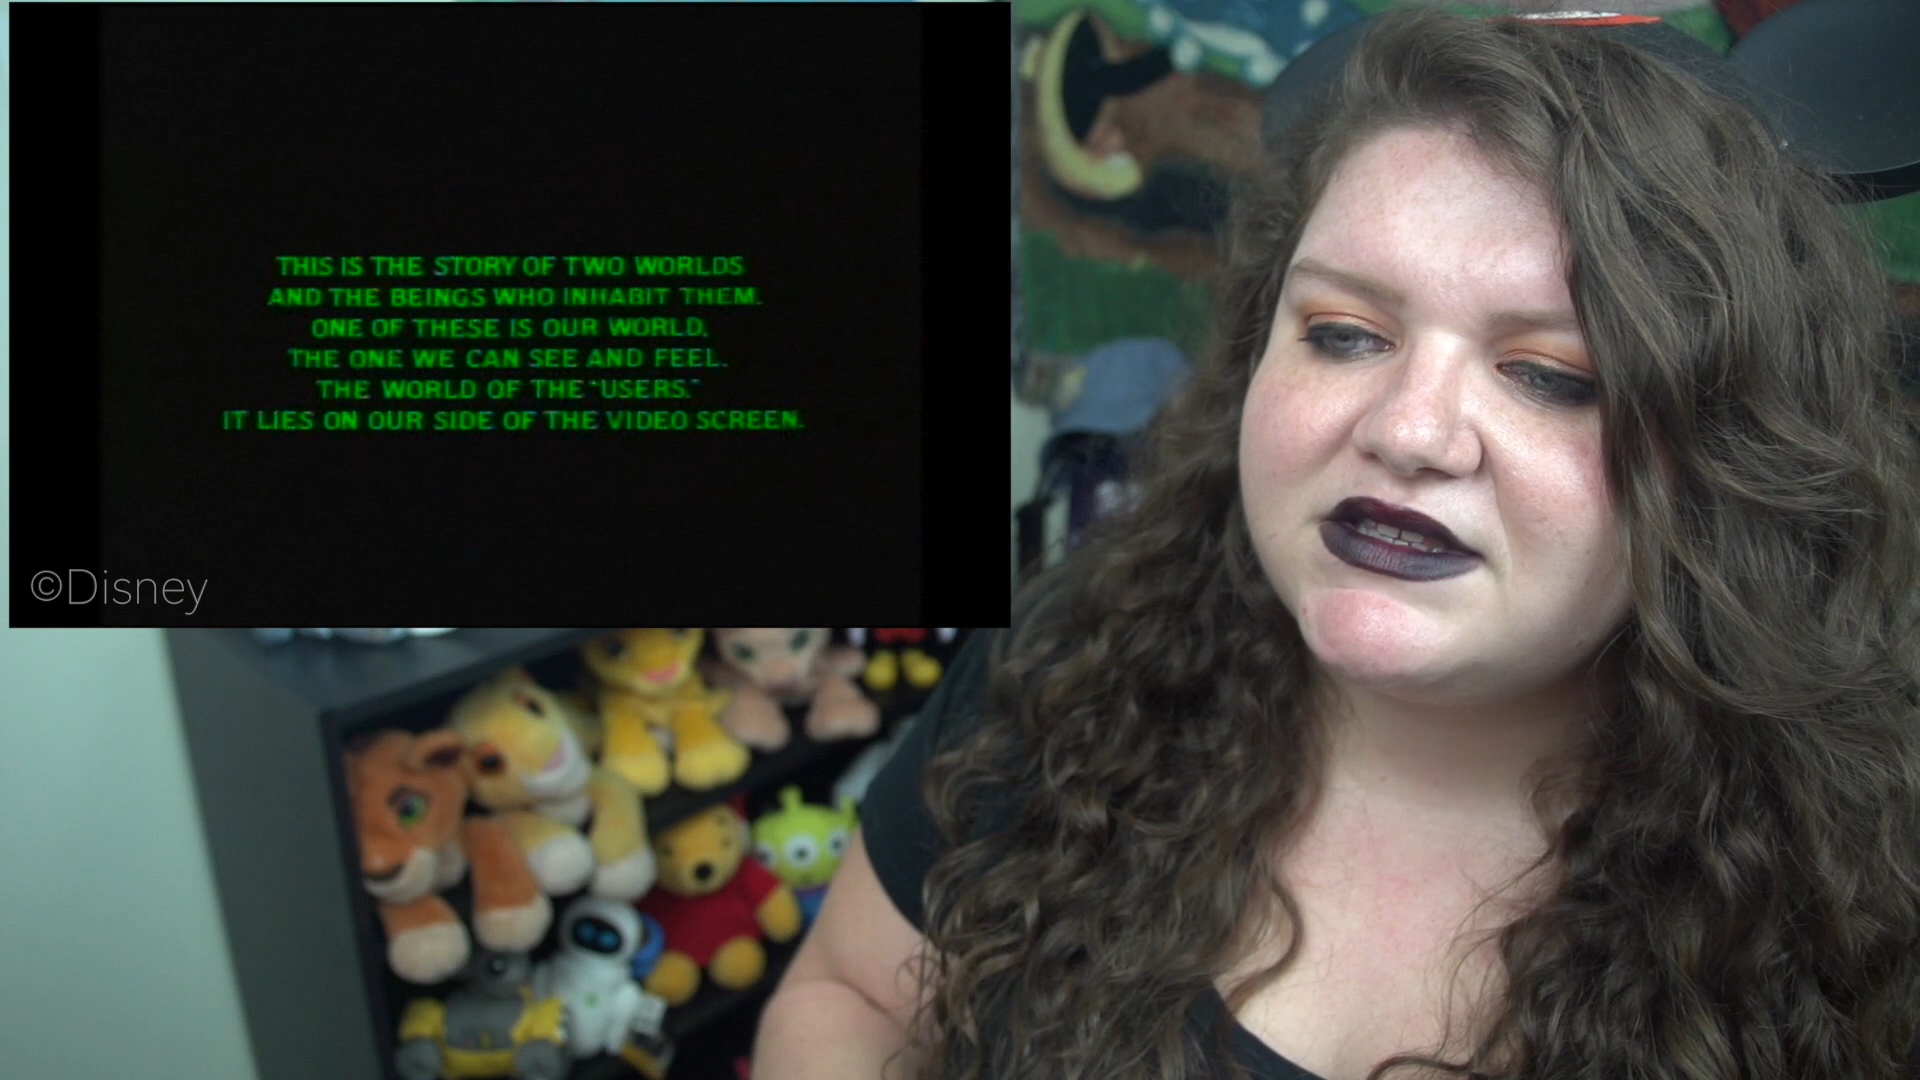 THIS IS THE STORY OF TWO WORLDS
AND THE BEINGS WHO INHABIT THEM.
ONE OF THESE IS OUR WORLD,
THE ONE WE CAN SEE AND FEEL.
THE WORLD OF THE "USERS."
IT LIES ON OUR SIDE OF THE VIDEO SCREEN.
©Disney